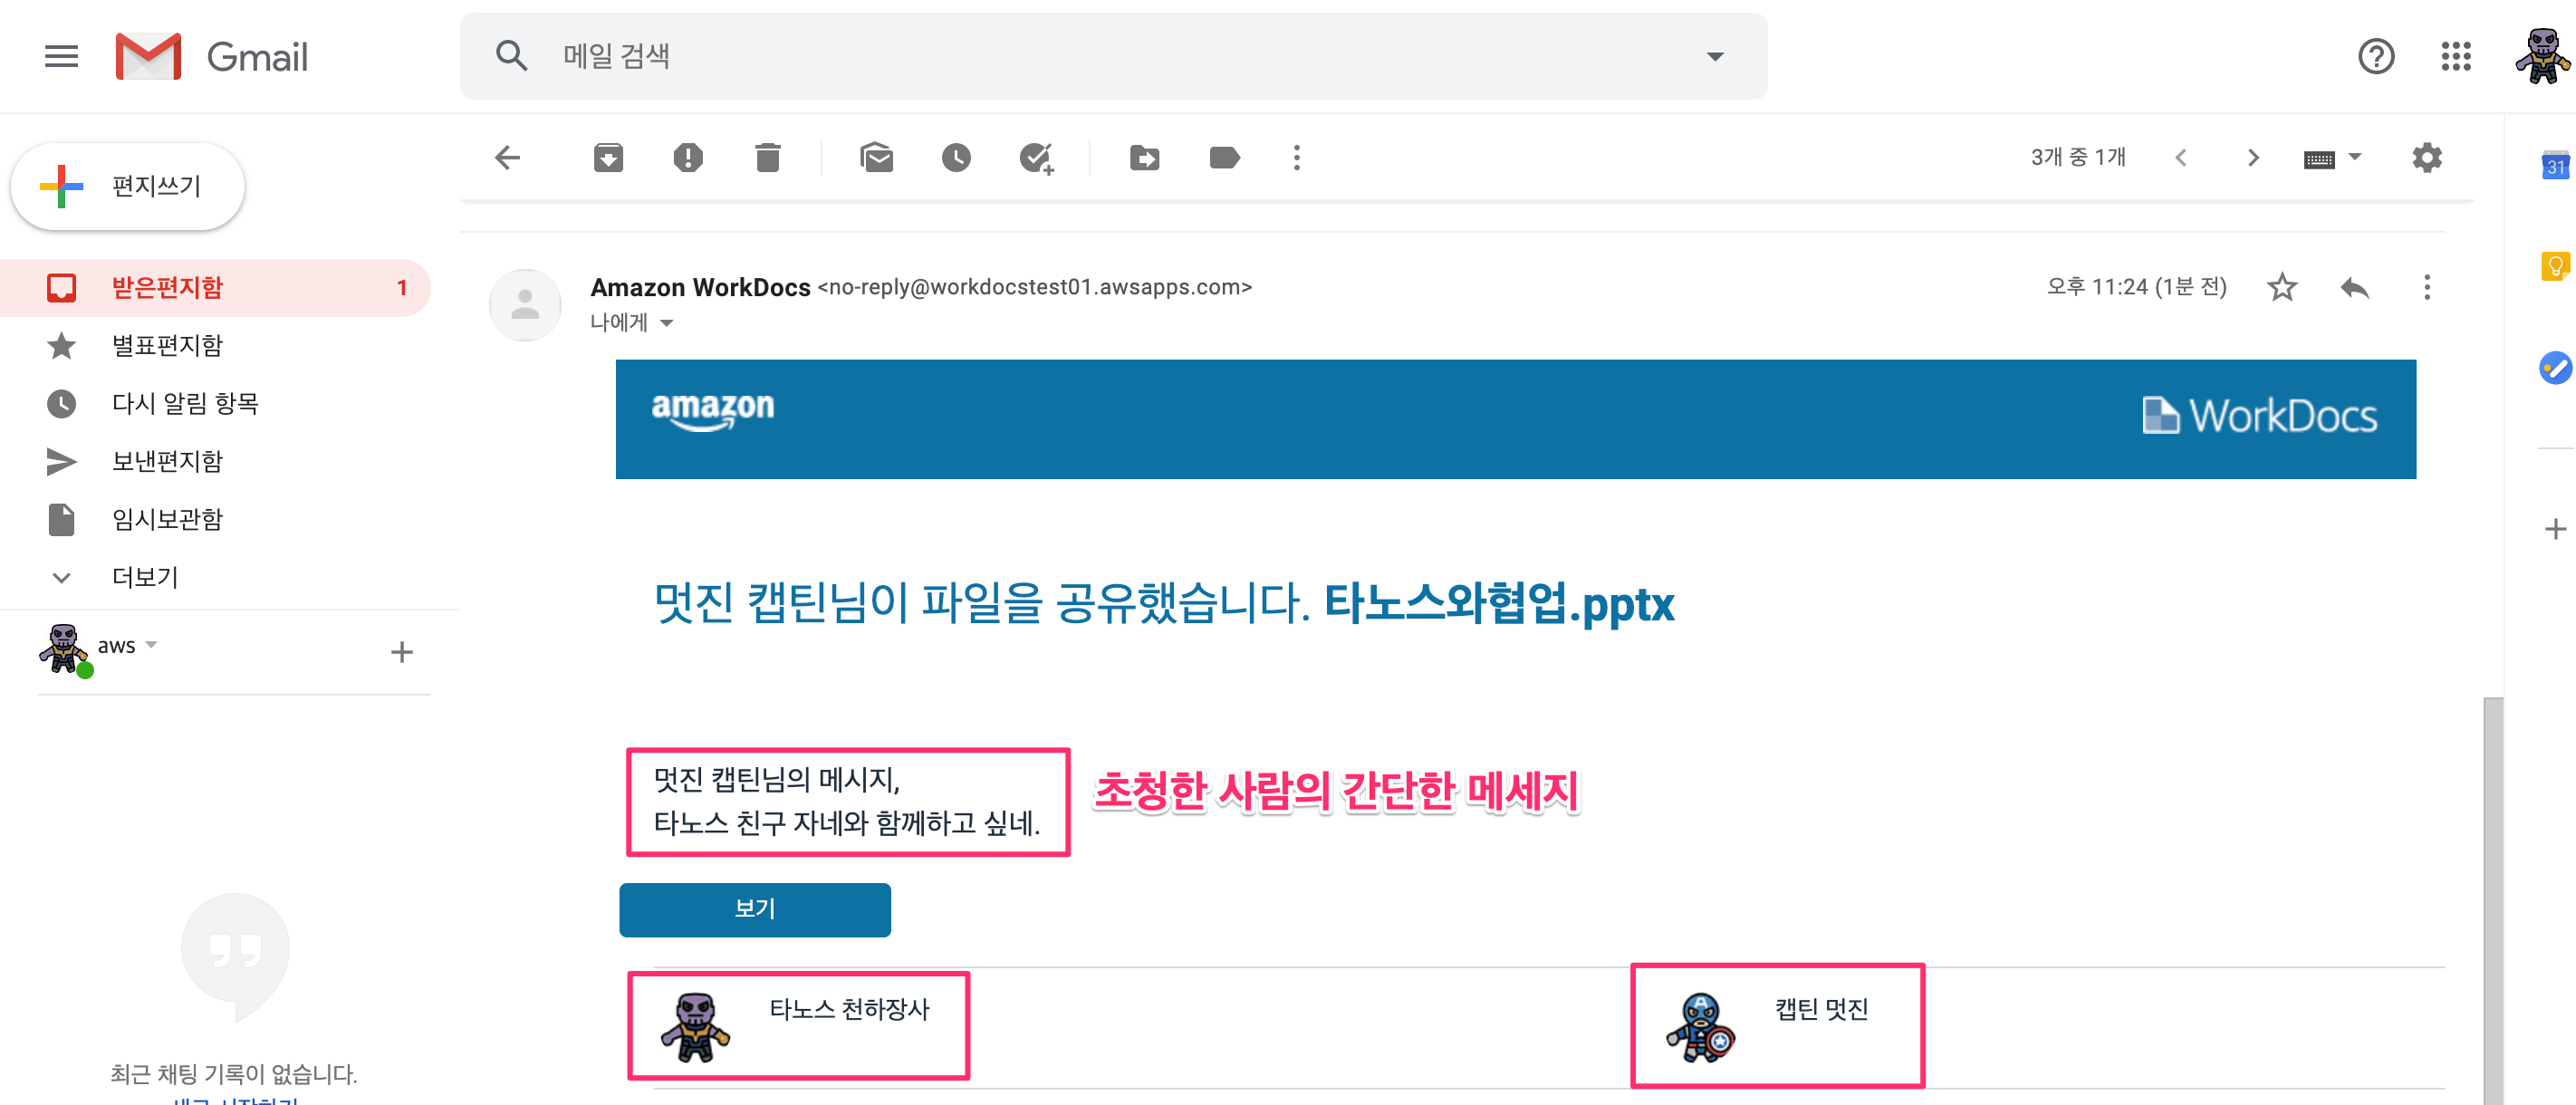 Gmail
메일 검색
편지쓰기
3개 중 1개
31
받은편지함 1
별표편지함
다시 알림 항목
보낸편지함
임시보관함
더보기
aws
최근 채팅 기록이 없습니다.
새로 시작하기
Amazon WorkDocs <no-reply@workdocstest01.awsapps.com>
오후 11:24 (1분 전)
나에게
amazon
WorkDocs
멋진 캡틴님이 파일을 공유했습니다. 타노스와협업.pptx
멋진 캡틴님의 메시지,
타노스 친구 자네와 함께하고 싶네.
초청한 사람의 간단한 메세지
보기
타노스 천하장사
캡틴 멋진